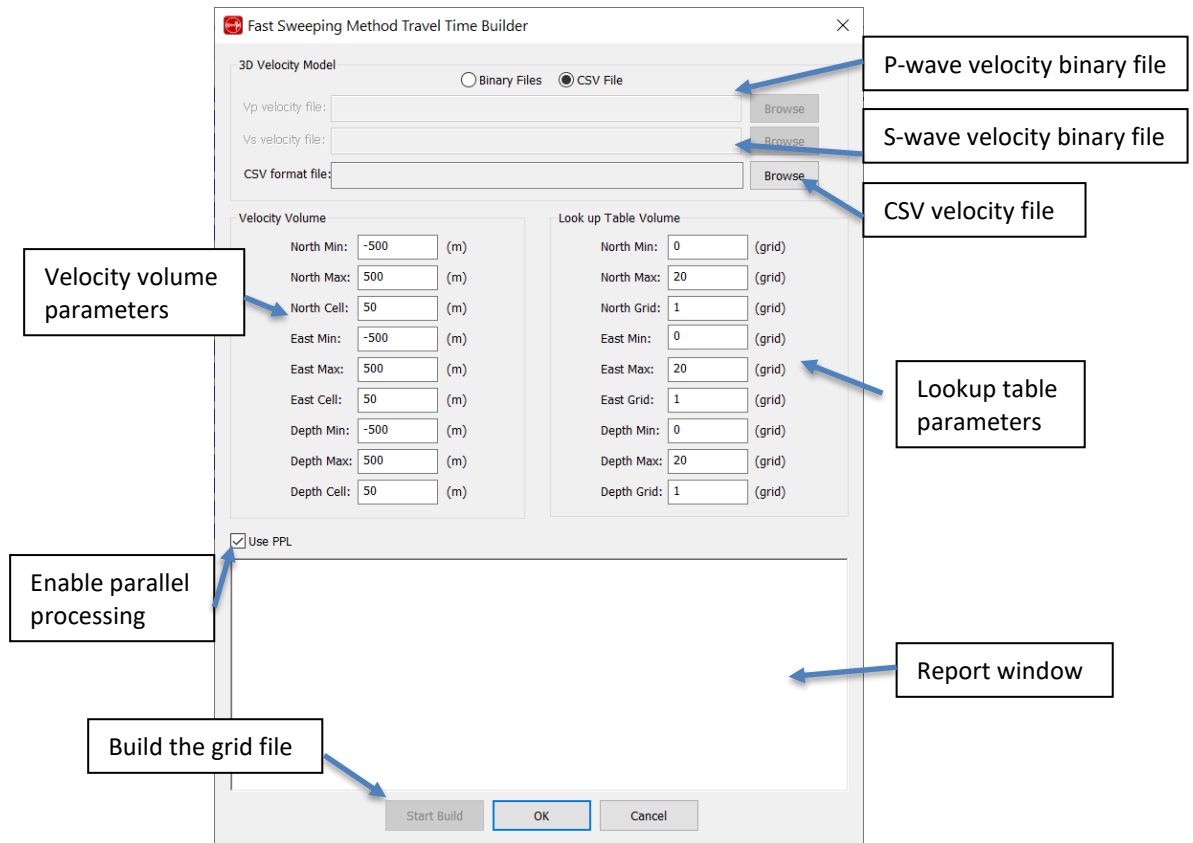 Fast Sweeping Method Travel Time Builder
P-wave velocity binary file
3D Velocity Model
Binary Files
CSV File
Vp velocity file:
Browse
Vs velocity file:
Browse
S-wave velocity binary file
CSV format file:
Browse
CSV velocity file
Velocity Volume
North Min: -500 (m)
North Max: 500 (m)
North Cell: 50 (m)
East Min: -500 (m)
East Max: 500 (m)
East Cell: 50 (m)
Depth Min: -500 (m)
Depth Max: 500 (m)
Depth Cell: 50 (m)
Velocity volume
parameters
Look up Table Volume
North Min: 0 (grid)
North Max: 20 (grid)
North Grid: 1 (grid)
East Min: 0 (grid)
East Max: 20 (grid)
East Grid: 1 (grid)
Depth Min: 0 (grid)
Depth Max: 20 (grid)
Depth Grid: 1 (grid)
Lookup table
parameters
Use PPL
Enable parallel
processing
Report window
Build the grid file
Start Build
OK
Cancel